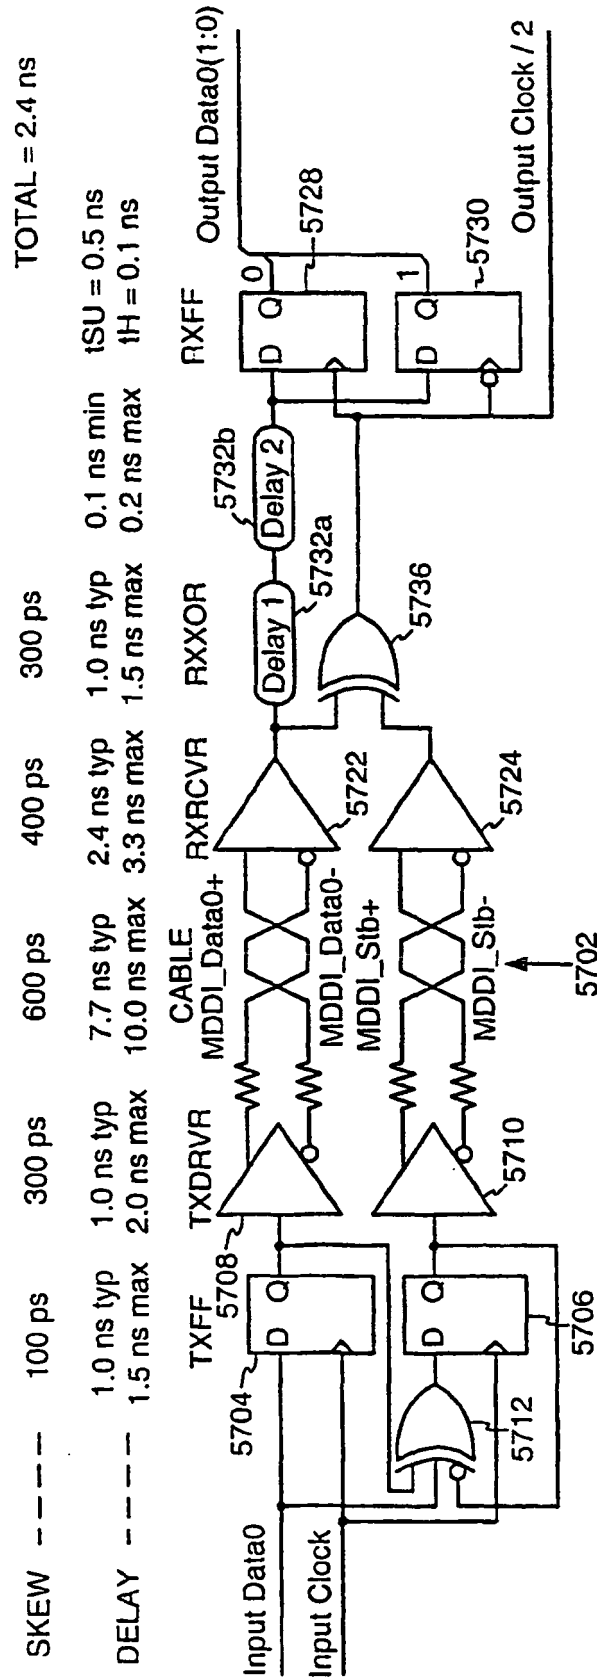 SKEW ---- 100 ps 300 ps 600 ps 400 ps 300 ps TOTAL = 2.4 ns
DELAY ---- 1.0 ns typ 1.0 ns typ 7.7 ns typ 2.4 ns typ 1.0 ns typ 0.1 ns min tSU = 0.5 ns
1.5 ns max 2.0 ns max 10.0 ns max 3.3 ns max 1.5 ns max 0.2 ns max tH = 0.1 ns
TXFF TXDRVR CABLE RXRCVR RXXOR RXFF
MDDI_Data0+
5704
5708
5732b
Delay 1
Delay 2
5732a
Output Data0(1:0)
D Q
D Q
0
5728
5722
MDDI_Data0-
MDDI_Stb+
Input Data0
Input Clock
5712
D Q
5706
5710
MDDI_Stb-
5702
5724
5736
D Q
1
5730
Output Clock / 2